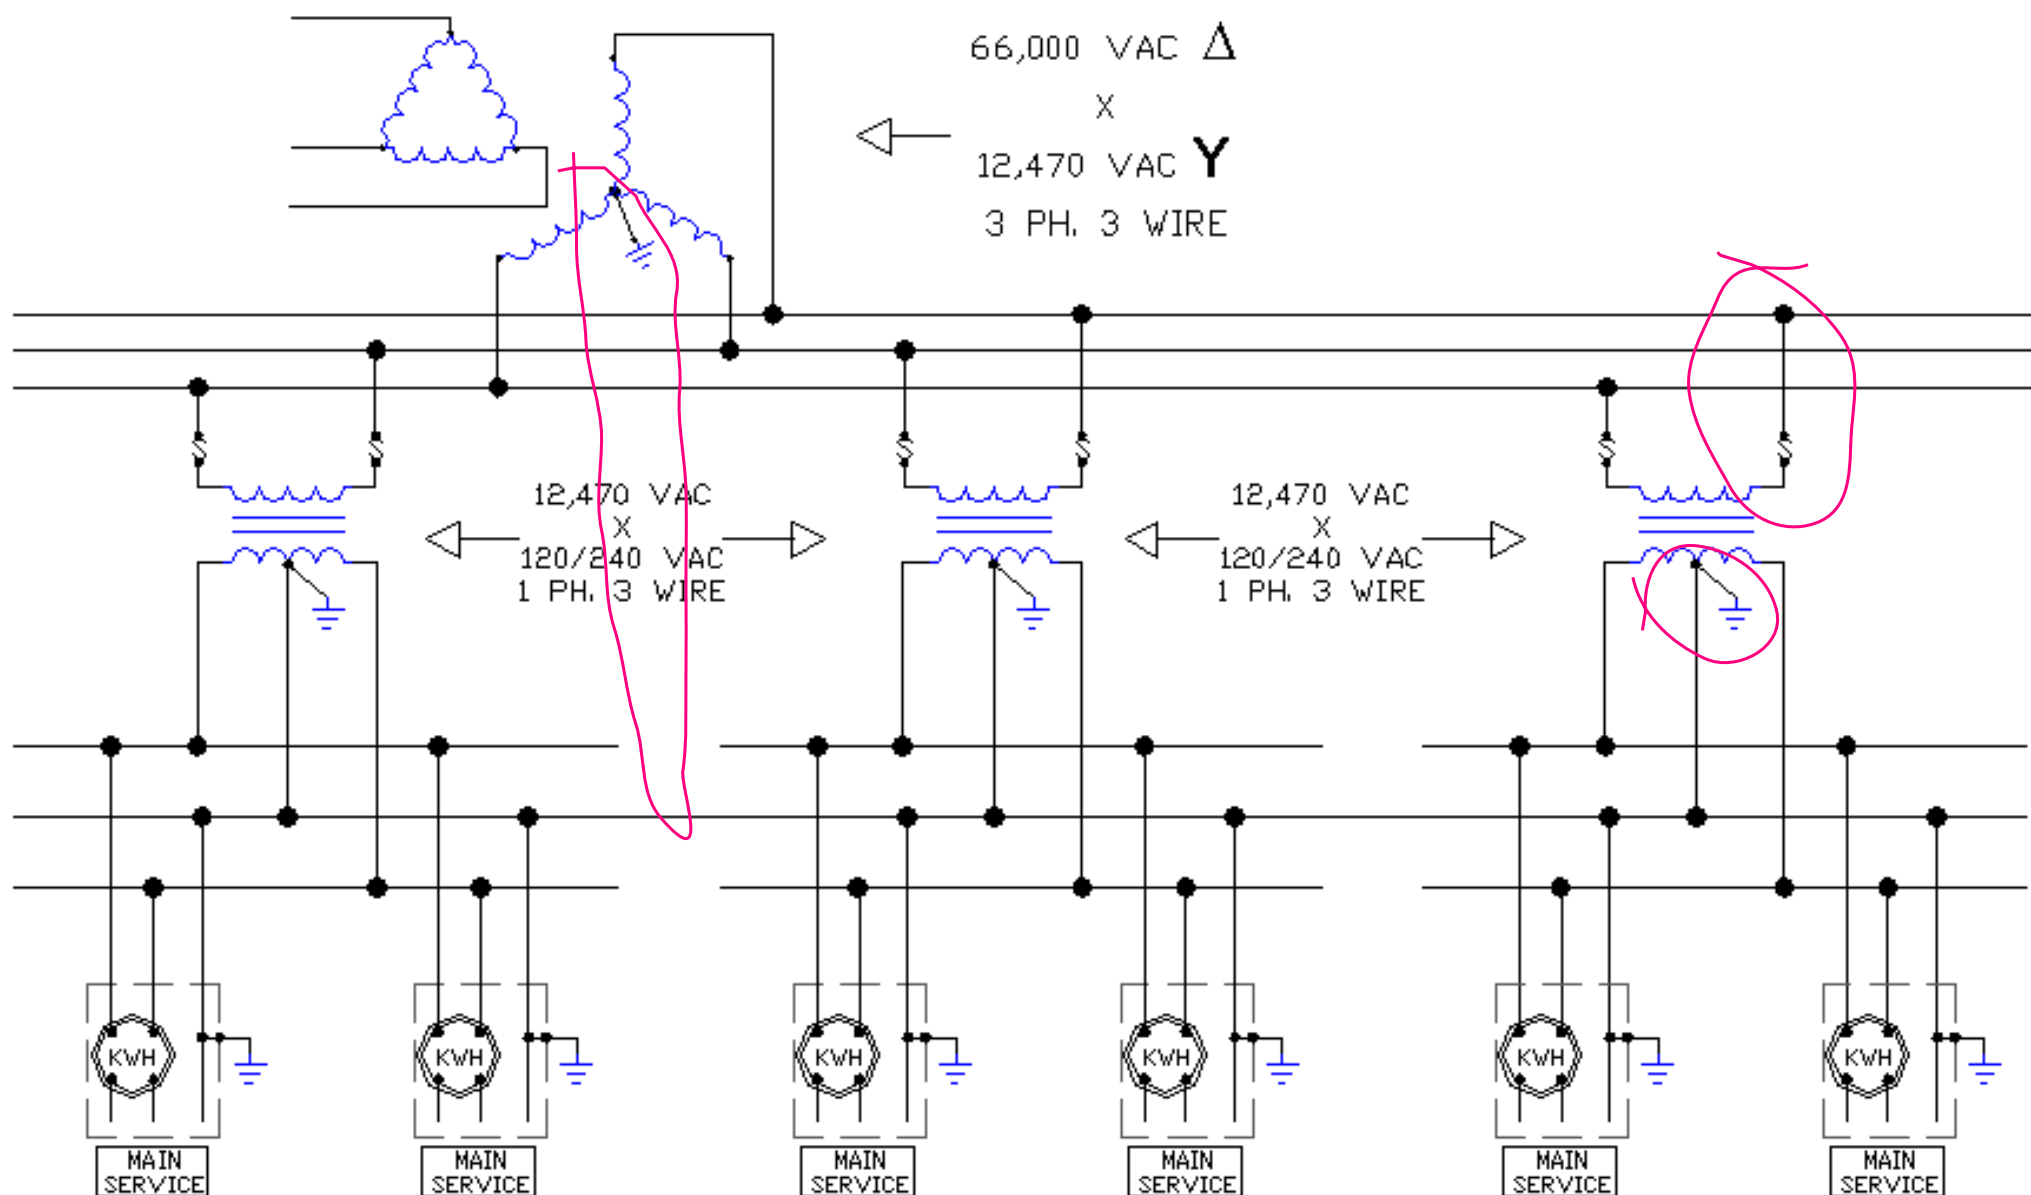 66,000 VAC Δ
X
12,470 VAC Y
3 PH. 3 WIRE
12,470 VAC
X
120/240 VAC
1 PH. 3 WIRE
12,470 VAC
X
120/240 VAC
1 PH. 3 WIRE
KWH
KWH
KWH
KWH
KWH
KWH
MAIN
SERVICE
MAIN
SERVICE
MAIN
SERVICE
MAIN
SERVICE
MAIN
SERVICE
MAIN
SERVICE